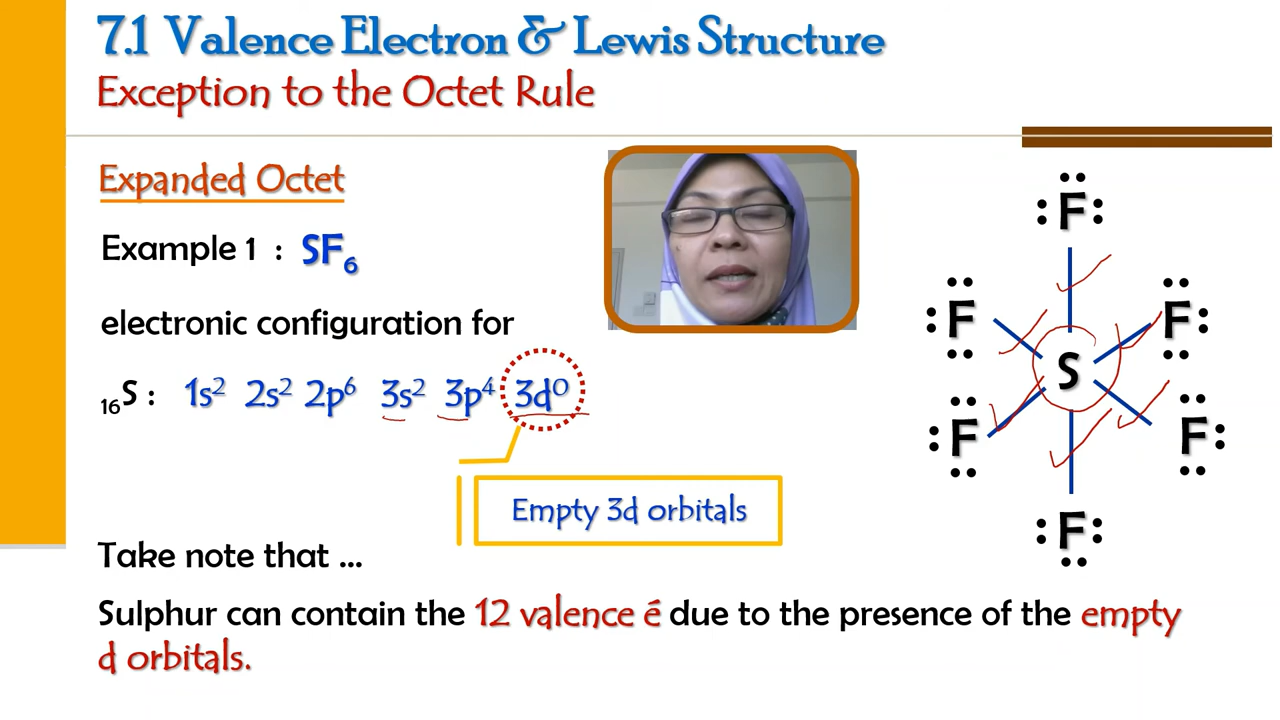 7.1 Valence Electron & Lewis Structure
Exception to the Octet Rule
Expanded Octet
Example 1 : SF₆
electronic configuration for
₁₆S : 1s² 2s² 2p⁶ 3s² 3p⁴ 3d⁰
Empty 3d orbitals
Take note that ...
Sulphur can contain the 12 valence é due to the presence of the empty
d orbitals.
F
F F
S
F F
F